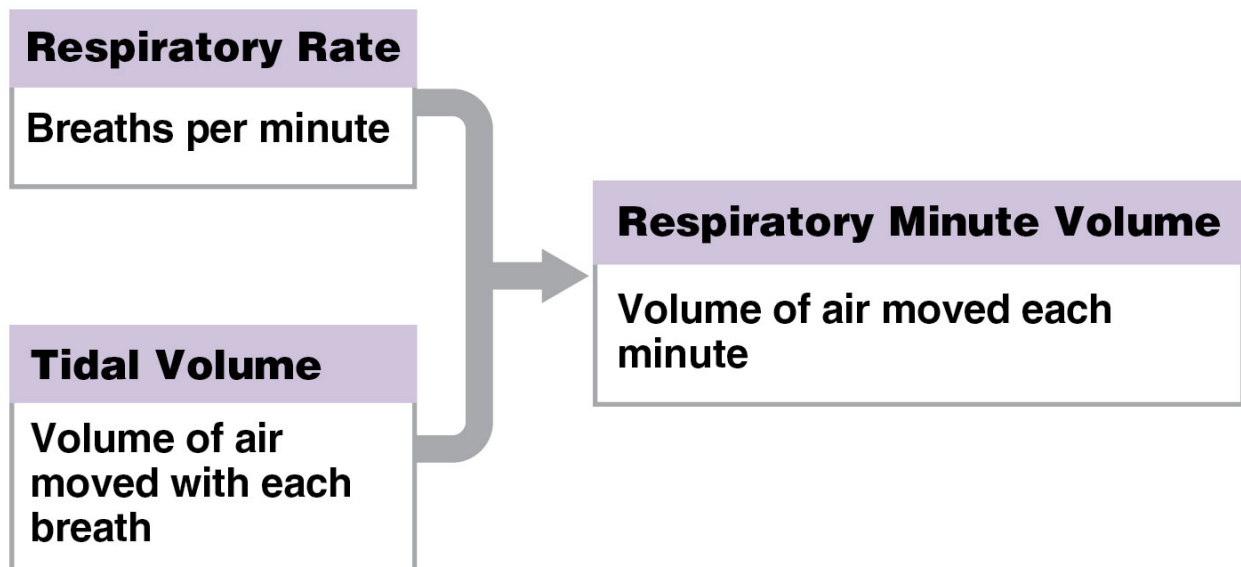 Respiratory Rate
Breaths per minute
Tidal Volume
Volume of air
moved with each
breath
Respiratory Minute Volume
Volume of air moved each
minute